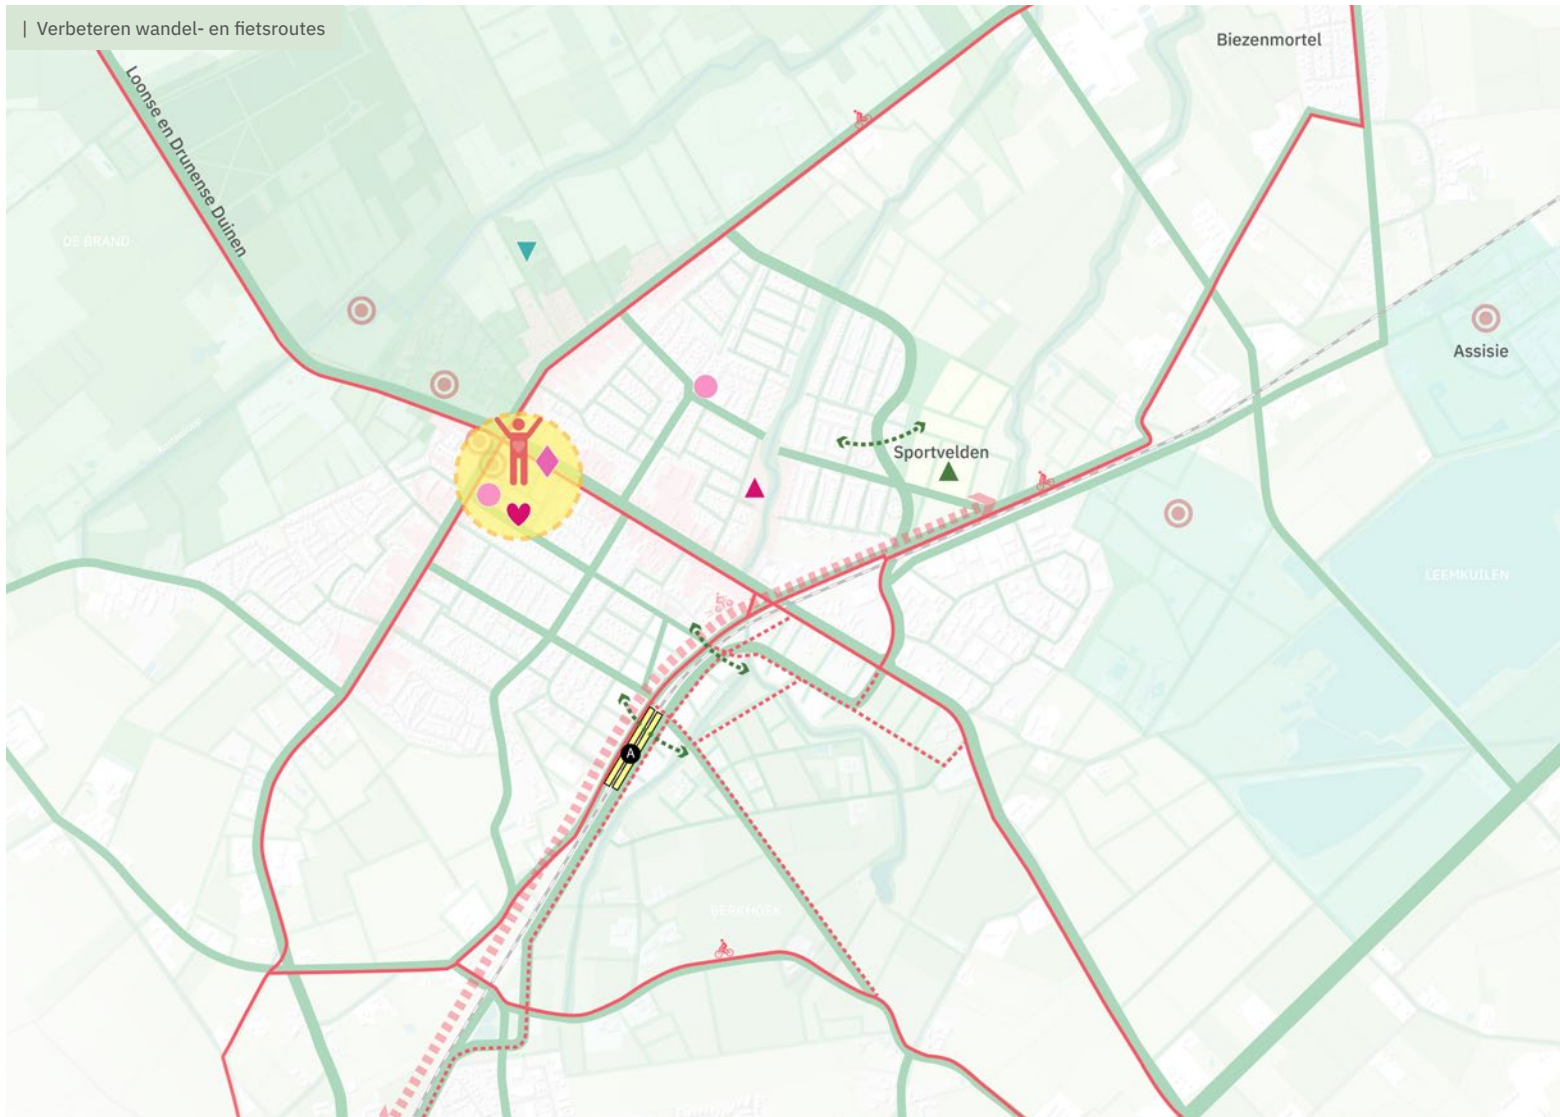 | Verbeteren wandel- en fietsroutes
Biezenmortel
Loonse en Drunense Duinen
DE BRAND
Assisie
Sportvelden
LEEMKUILEN
A
BERKHOEK